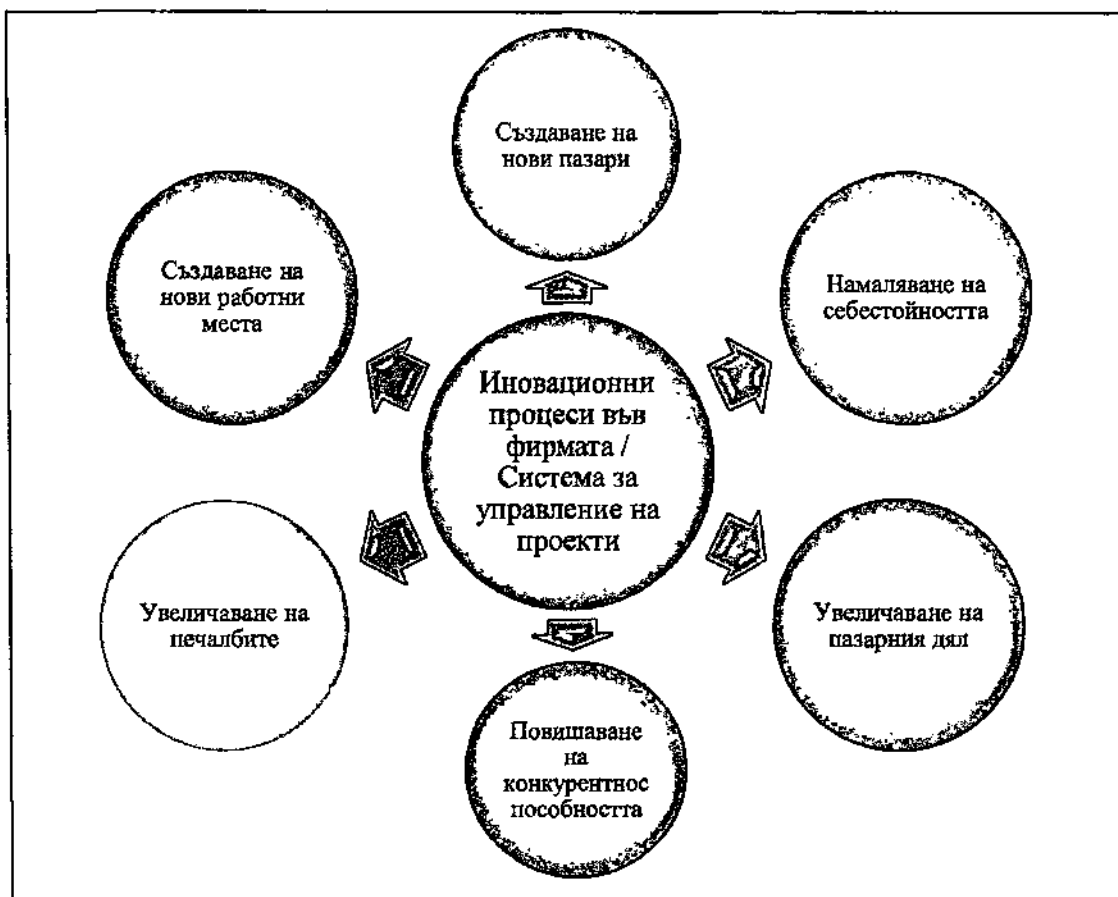 Създаване на
нови пазари
Създаване на
нови работни
места
Намаляване на
себестойността
Иновационни
процеси във
фирмата /
Система за
управление на
проекти
Увеличаване на
печалбите
Увеличаване на
пазарния дял
Повишаване
на
конкурентнос
пособността